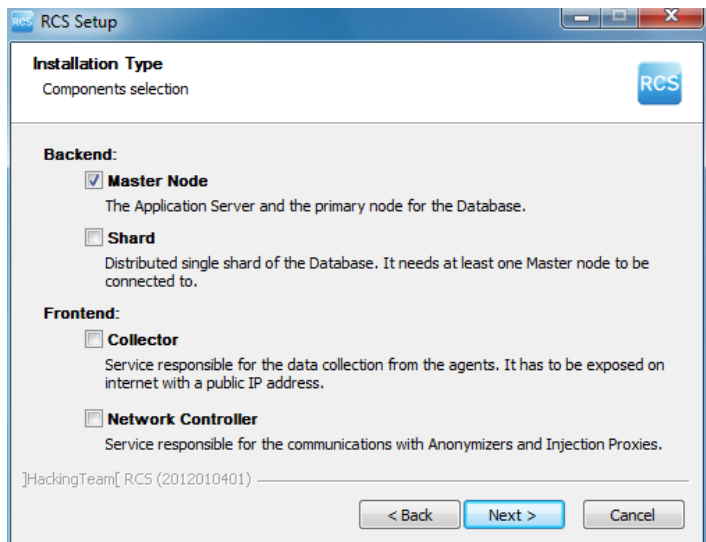 RCS RCS Setup
Installation Type
Components selection
RCS
Backend:
Master Node
The Application Server and the primary node for the Database.
Shard
Distributed single shard of the Database. It needs at least one Master node to be
connected to.
Frontend:
Collector
Service responsible for the data collection from the agents. It has to be exposed on
internet with a public IP address.
Network Controller
Service responsible for the communications with Anonymizers and Injection Proxies.
]HackingTeam[ RCS (2012010401)
< Back Next > Cancel